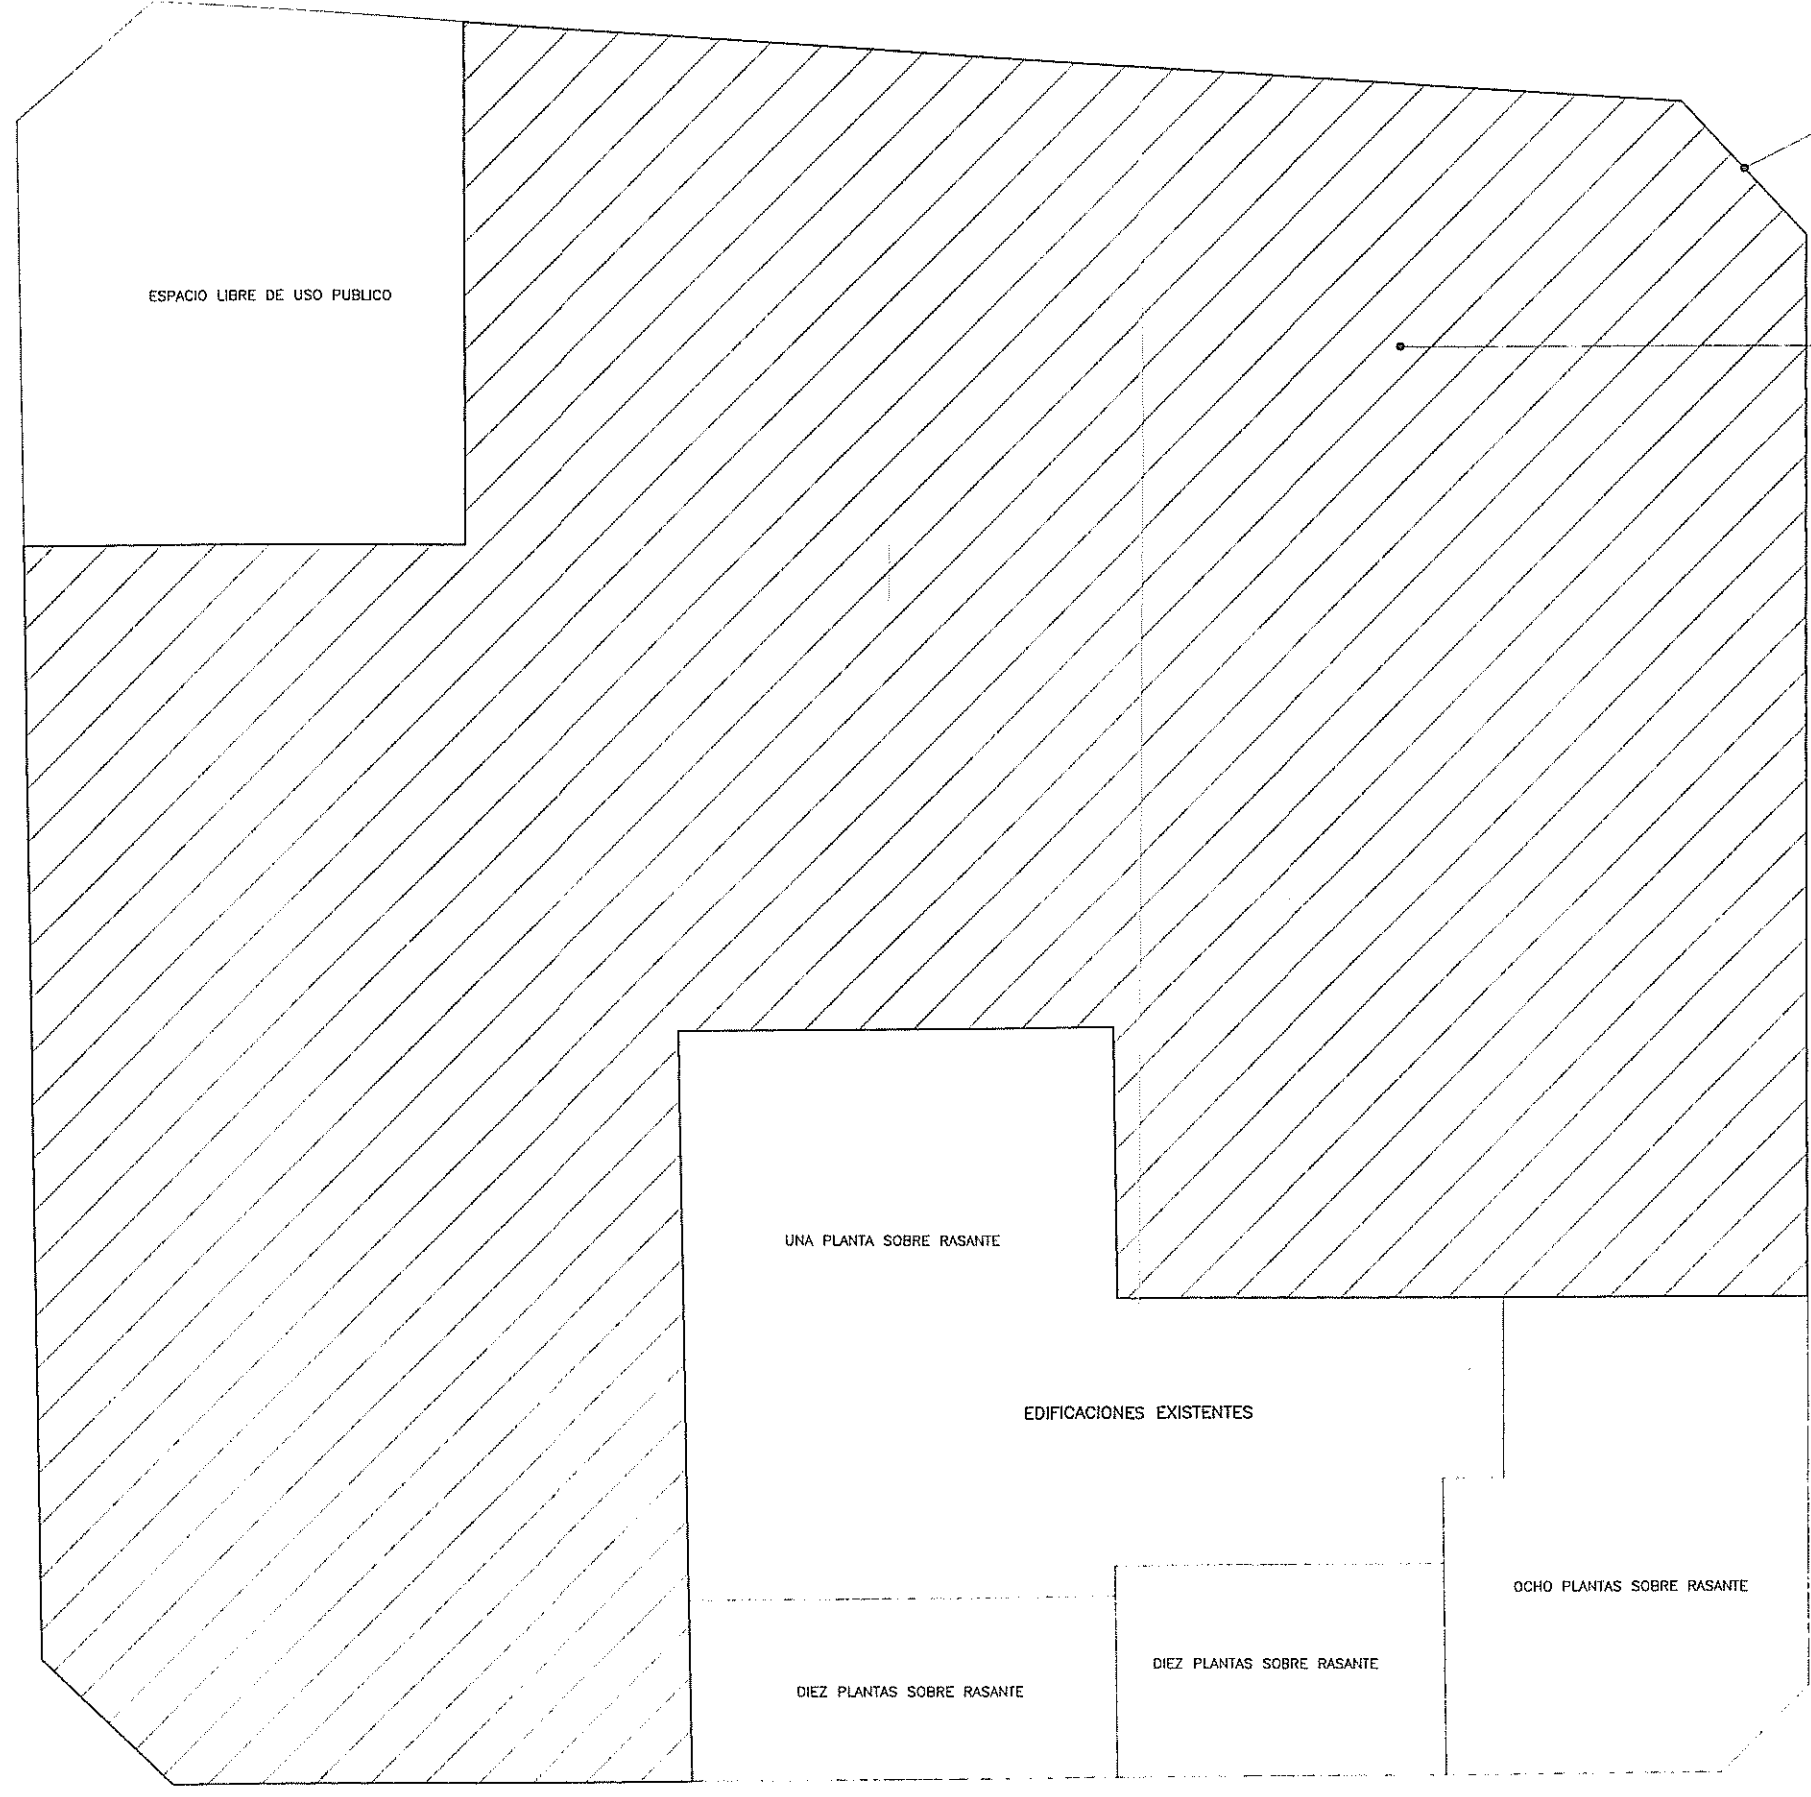 ESPACIO LIBRE DE USO PUBLICO
UNA PLANTA SOBRE RASANTE
EDIFICACIONES EXISTENTES
OCHO PLANTAS SOBRE RASANTE
DIEZ PLANTAS SOBRE RASANTE
DIEZ PLANTAS SOBRE RASANTE